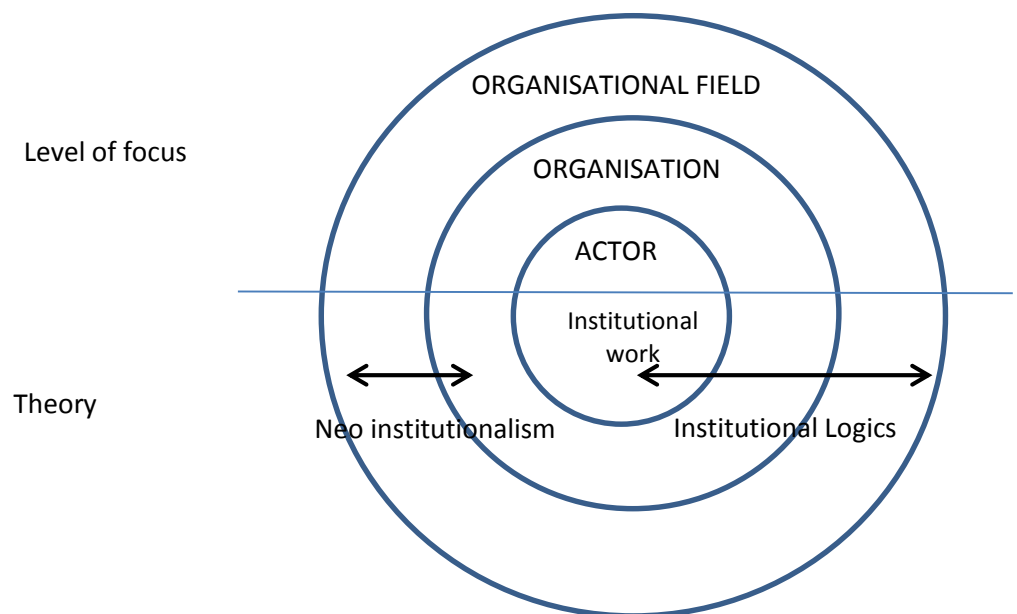 ORGANISATIONAL FIELD
Level of focus
ORGANISATION
ACTOR
Institutional
work
Theory
Neo institutionalism
Institutional Logics